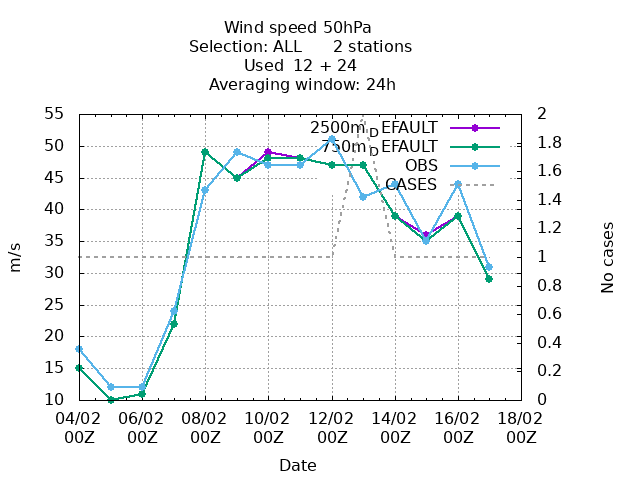 Wind speed 50hPa
Selection: ALL 2 stations
Used 12 + 24
Averaging window: 24h
2500m_DEFAULT
750m_DEFAULT
OBS
CASES
m/s
55
50
45
40
35
30
25
20
15
10
No cases
2
1.8
1.6
1.4
1.2
1
0.8
0.6
0.4
0.2
0
04/02 06/02 08/02 10/02 12/02 14/02 16/02 18/02
00Z 00Z 00Z 00Z 00Z 00Z 00Z 00Z
Date